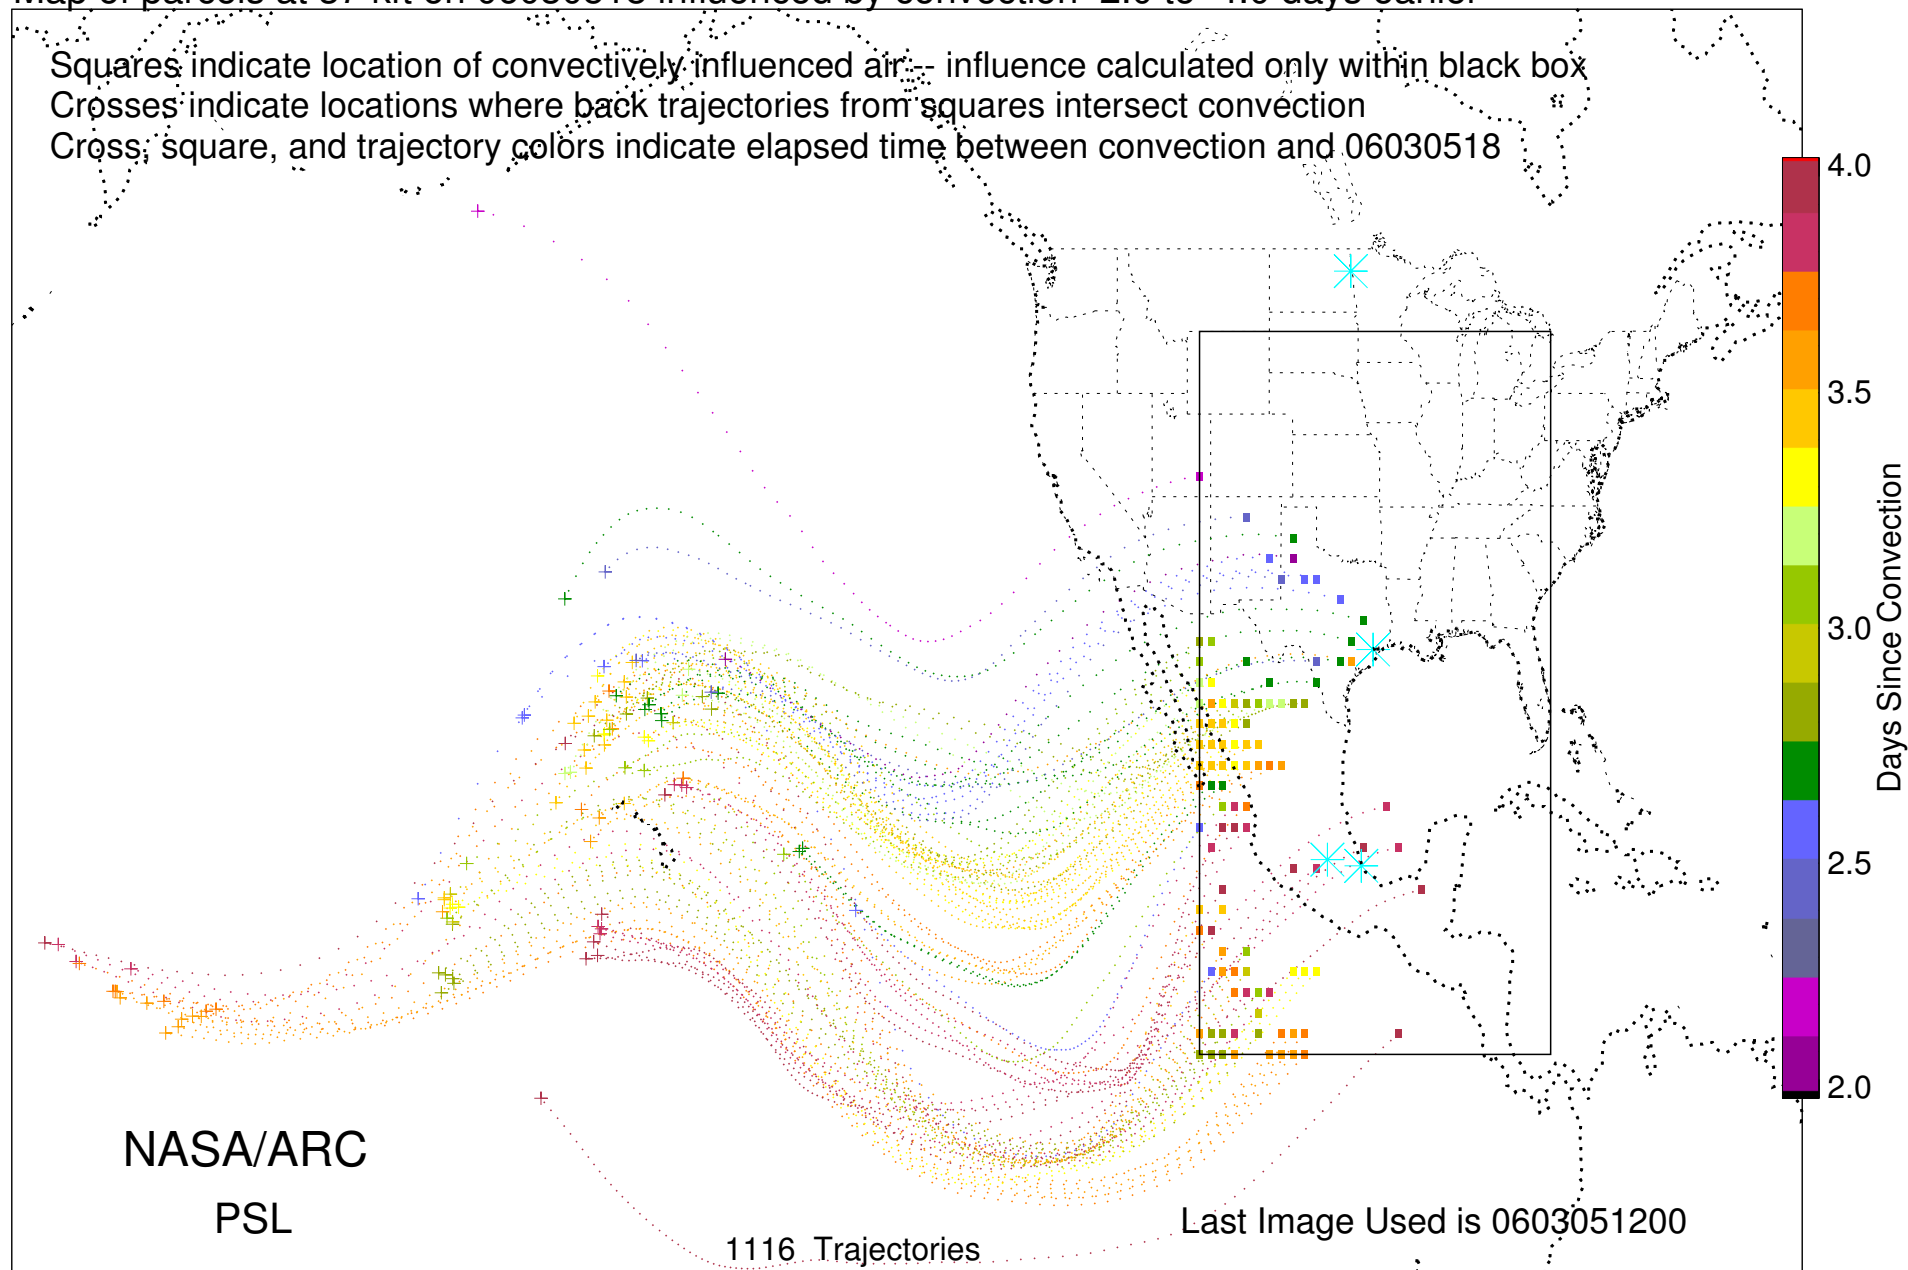 Squares indicate location of convectively influenced air -- influence calculated only within black box
Crosses indicate locations where back trajectories from squares intersect convection
Cross, square, and trajectory colors indicate elapsed time between convection and 06030518
4.0
3.5
3.0
2.5
2.0
Days Since Convection
NASA/ARC
PSL
1116 Trajectories
Last Image Used is 0603051200